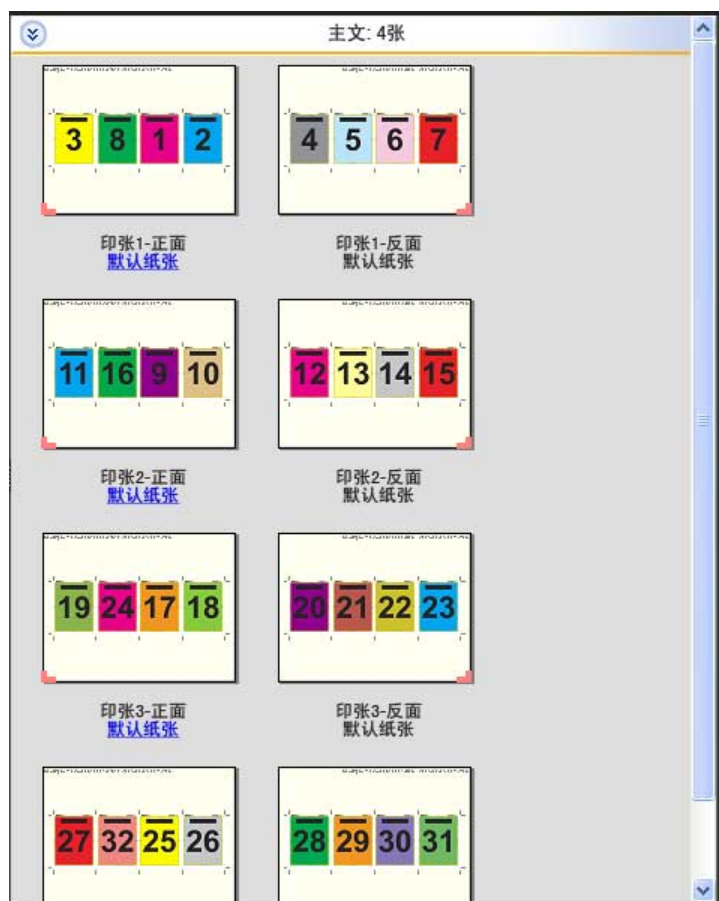 主文: 4张
3 8 1 2
4 5 6 7
印张1-正面
默认纸张
印张1-反面
默认纸张
11 16 9 10
12 13 14 15
印张2-正面
默认纸张
印张2-反面
默认纸张
19 24 17 18
20 21 22 23
印张3-正面
默认纸张
印张3-反面
默认纸张
27 32 25 26
28 29 30 31